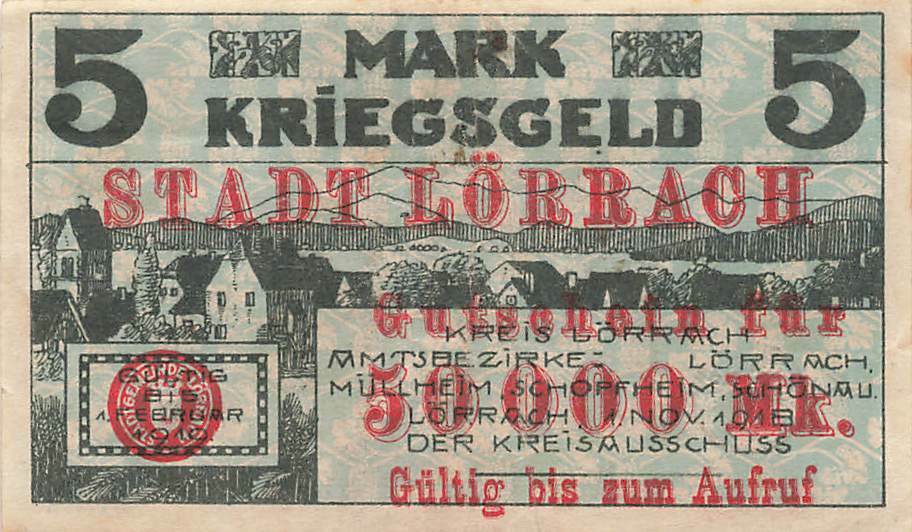 5 MARK 5
KRIEGSGELD
STADT LÖRRACH
Gutschein für
KREIS LÖRRACH
AMTSBEZIRKE- LÖRRACH,
MÜLLHEIM SCHOPFHEIM, SCHÖNAU.
50000 Mk.
LÖRRACH, 1. NOV. 1918
DER KREISAUSSCHUSS
Gültig bis zum Aufruf
GÜLTIG
BIS
1. FEBRUAR
1919